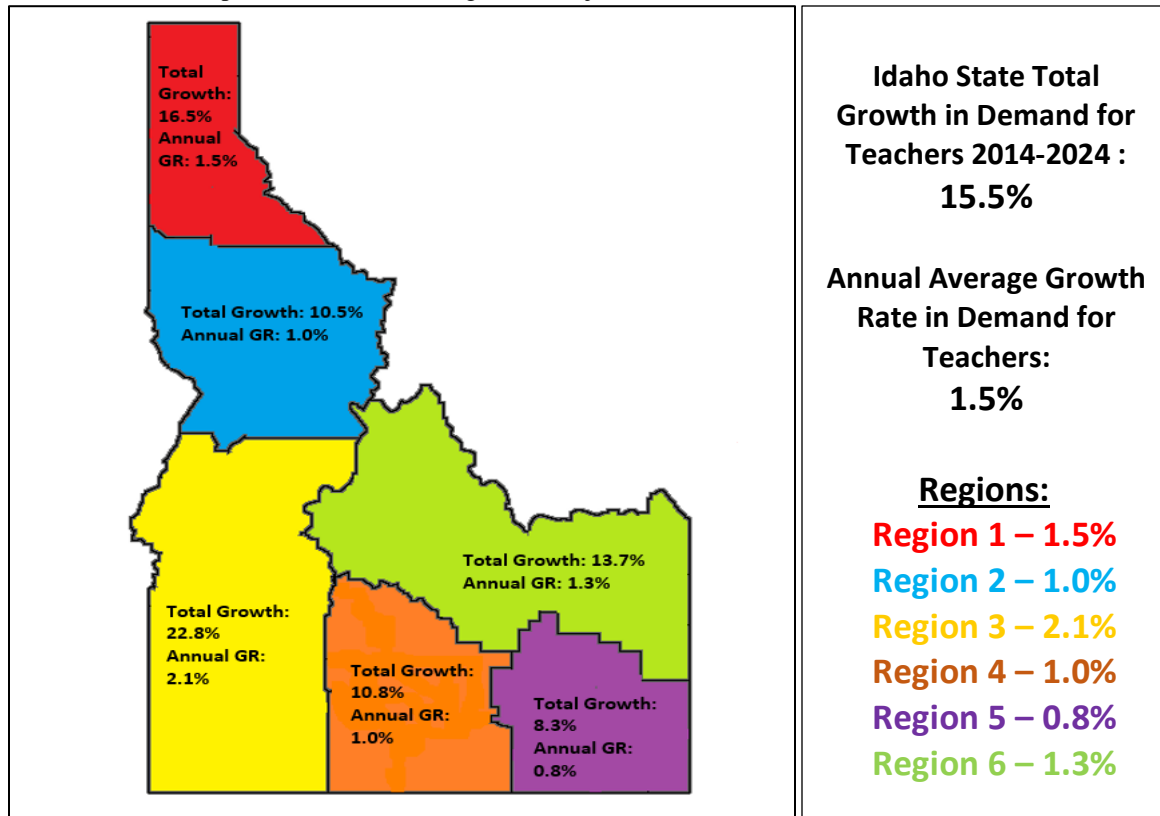 Total
Growth:
16.5%
Annual
GR: 1.5%
Total Growth: 10.5%
Annual GR: 1.0%
Total Growth: 13.7%
Annual GR: 1.3%
Total Growth:
22.8%
Annual GR:
2.1%
Total Growth:
10.8%
Annual GR:
1.0%
Total Growth:
8.3%
Annual GR:
0.8%
Idaho State Total
Growth in Demand for
Teachers 2014-2024 :
15.5%
Annual Average Growth
Rate in Demand for
Teachers:
1.5%
Regions:
Region 1 – 1.5%
Region 2 – 1.0%
Region 3 – 2.1%
Region 4 – 1.0%
Region 5 – 0.8%
Region 6 – 1.3%